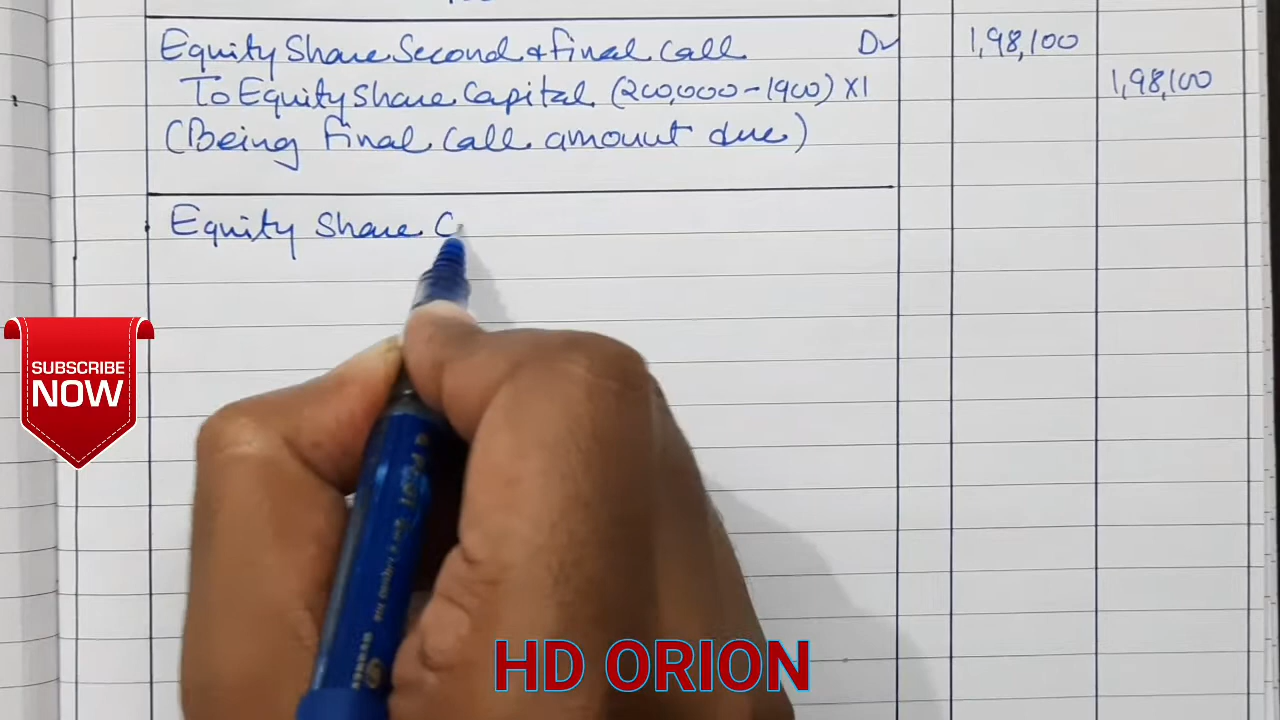 Equity Share Second & final call Dr 1,98,100
To Equity Share Capital (200,000-1900) X1 1,98,100
(Being final call amount due)
Equity Share C
SUBSCRIBE
NOW
PILOT
HD ORION